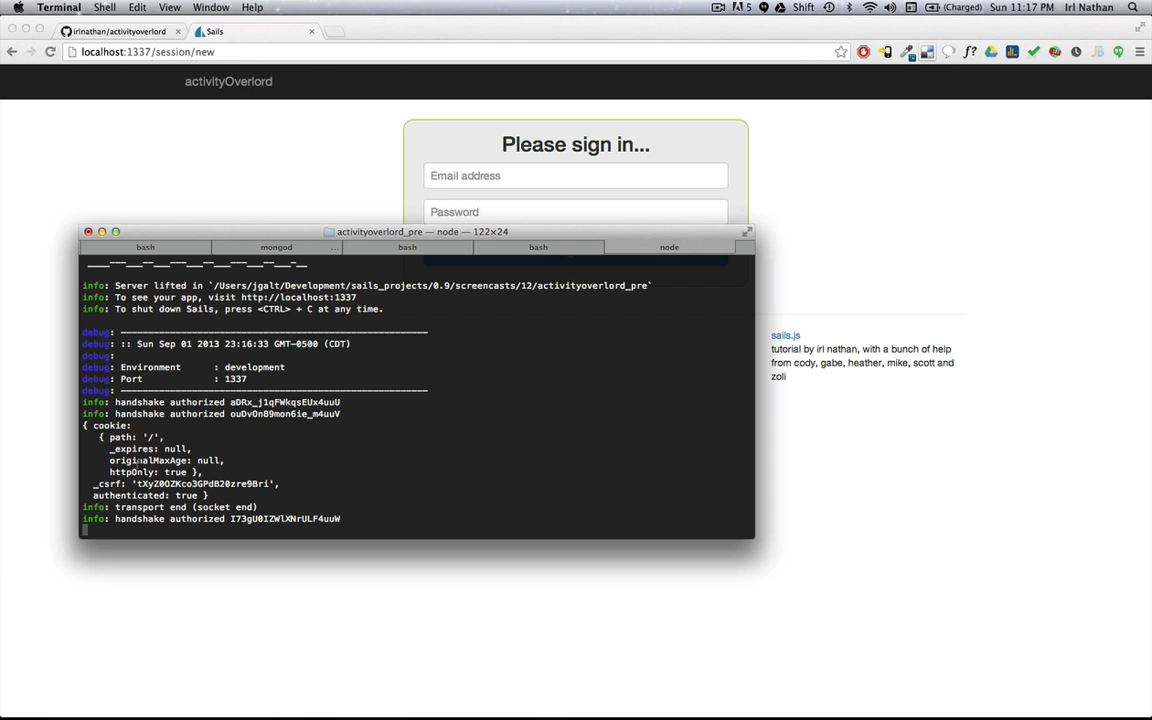 Terminal Shell Edit View Window Help 5 Shift (Charged) Sun 11:17 PM Irl Nathan
irlnathan/activityoverlord Sails
localhost:1337/session/new
activityOverlord
Please sign in...
Email address
Password
activityoverlord_pre — node — 122×24
bash mongod ... bash bash node
info: Server lifted in `/Users/jgalt/Development/sails_projects/0.9/screencasts/12/activityoverlord_pre`
info: To see your app, visit http://localhost:1337
info: To shut down Sails, press <CTRL> + C at any time.
debug: --------------------------------------------------------
debug: :: Sun Sep 01 2013 23:16:33 GMT-0500 (CDT)
debug:
debug: Environment : development
debug: Port : 1337
debug: --------------------------------------------------------
info: handshake authorized aDRx_j1qFWkqsEUx4uuU
info: handshake authorized ouDvOn89mon6ie_m4uuV
{ cookie:
{ path: '/',
_expires: null,
originalMaxAge: null,
httpOnly: true },
_csrf: 'tXyZ0OZKco3GPdB20zre9Bri',
authenticated: true }
info: transport end (socket end)
info: handshake authorized I73gU0IZWlXNrULF4uuW
sails.js
tutorial by irl nathan, with a bunch of help
from cody, gabe, heather, mike, scott and
zoli